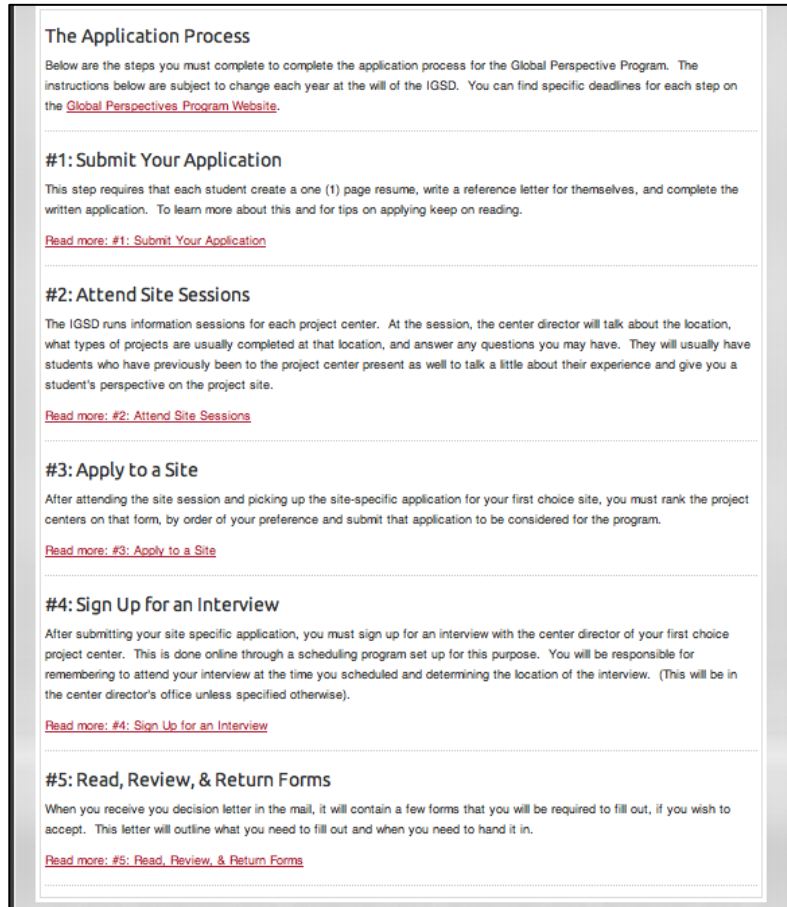 The Application Process
Below are the steps you must complete to complete the application process for the Global Perspective Program. The
instructions below are subject to change each year at the will of the IGSD. You can find specific deadlines for each step on
the Global Perspectives Program Website.
#1: Submit Your Application
This step requires that each student create a one (1) page resume, write a reference letter for themselves, and complete the
written application. To learn more about this and for tips on applying keep on reading.
Read more: #1: Submit Your Application
#2: Attend Site Sessions
The IGSD runs information sessions for each project center. At the session, the center director will talk about the location,
what types of projects are usually completed at that location, and answer any questions you may have. They will usually have
students who have previously been to the project center present as well to talk a little about their experience and give you a
student's perspective on the project site.
Read more: #2: Attend Site Sessions
#3: Apply to a Site
After attending the site session and picking up the site-specific application for your first choice site, you must rank the project
centers on that form, by order of your preference and submit that application to be considered for the program.
Read more: #3: Apply to a Site
#4: Sign Up for an Interview
After submitting your site specific application, you must sign up for an interview with the center director of your first choice
project center. This is done online through a scheduling program set up for this purpose. You will be responsible for
remembering to attend your interview at the time you scheduled and determining the location of the interview. (This will be in
the center director's office unless specified otherwise).
Read more: #4: Sign Up for an Interview
#5: Read, Review, & Return Forms
When you receive you decision letter in the mail, it will contain a few forms that you will be required to fill out, if you wish to
accept. This letter will outline what you need to fill out and when you need to hand it in.
Read more: #5: Read, Review, & Return Forms